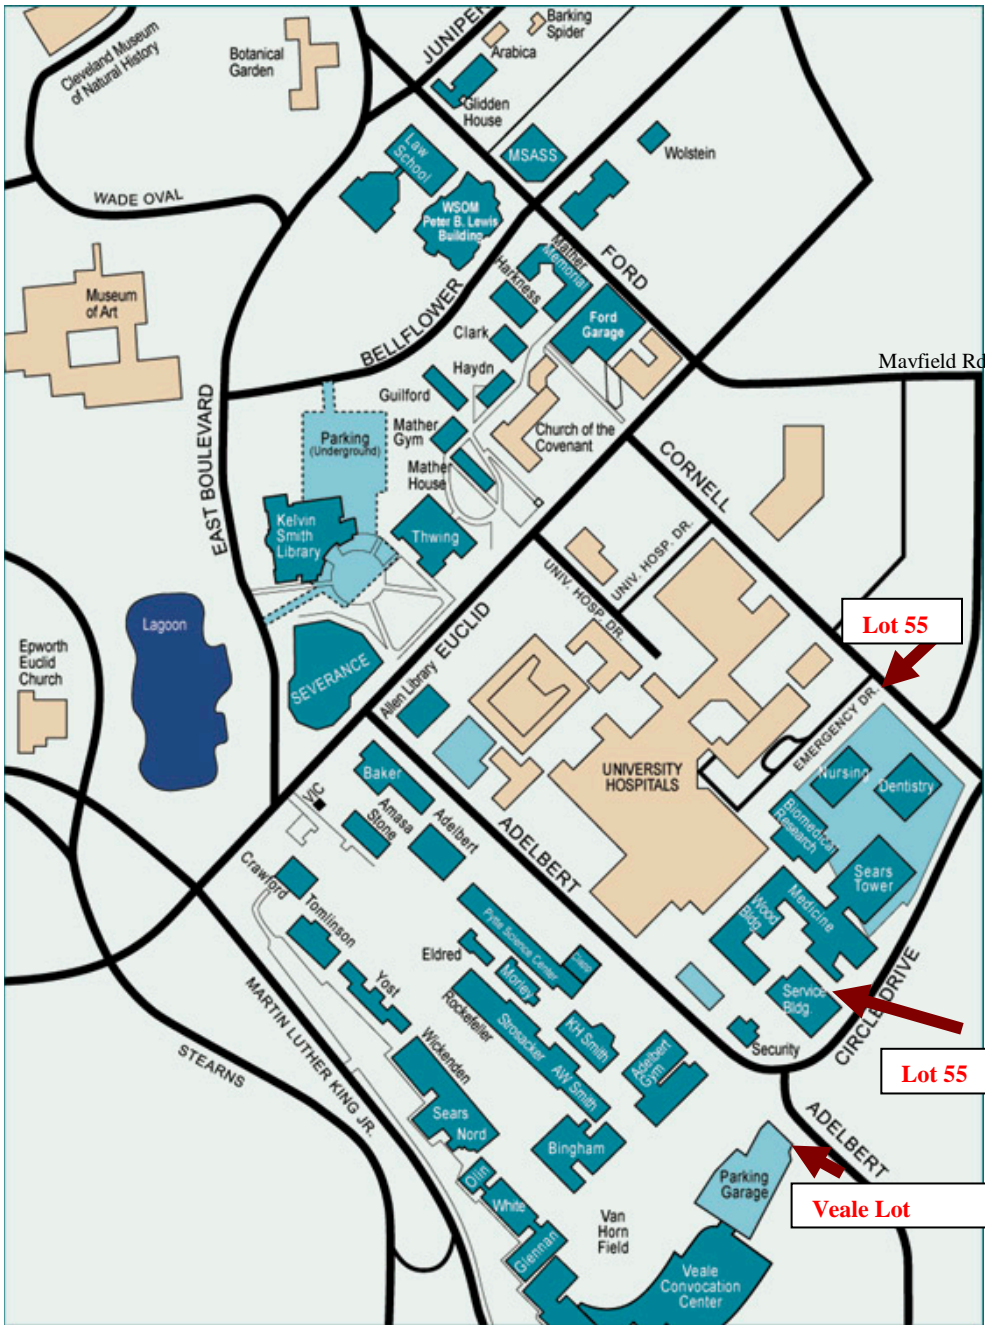 JUNIPER
Barking
Spider
Arabica
Cleveland Museum
of Natural History
Botanical
Garden
Glidden
House
Law
School
MSASS
Wolstein
WADE OVAL
WSOM
Peter B. Lewis
Building
Mather
Memorial
FORD
Harkness
Museum
of Art
BELLFLOWER
Ford
Garage
Clark
Mayfield Rd
Haydn
Guilford
EAST BOULEVARD
Parking
(Underground)
Mather
Gym
Church of the
Covenant
CORNELL
Mather
House
Kelvin
Smith
Library
Thwing
UNIV. HOSP. DR.
UNIV. HOSP. DR.
Lagoon
EUCLID
Lot 55
Epworth
Euclid
Church
SEVERANCE
Allen Library
EMERGENCY DR.
UNIVERSITY
HOSPITALS
Nursing
Dentistry
Baker
VIC
Amasa
Stone
Adelbert
ADELBERT
Biomedical
Research
Sears
Tower
Crawford
Tomlinson
Medicine
Wood
Bldg.
Pytte Science Center
Clapp
Eldred
Morley
Yost
Rockefeller
Strosacker
KH Smith
Service
Bldg.
CIRCLE DRIVE
MARTIN LUTHER KING JR.
STEARNS
Wickenden
AW Smith
Adelbert
Gym
Security
Lot 55
Sears
Nord
Bingham
ADELBERT
Olin
Parking
Garage
White
Veale Lot
Glennan
Van
Horn
Field
Veale
Convocation
Center